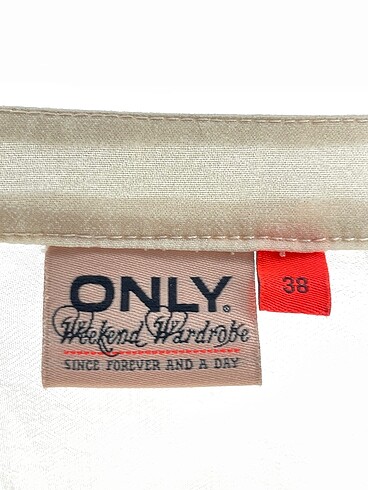 ONLY®
Weekend Wardrobe
SINCE FOREVER AND A DAY
38